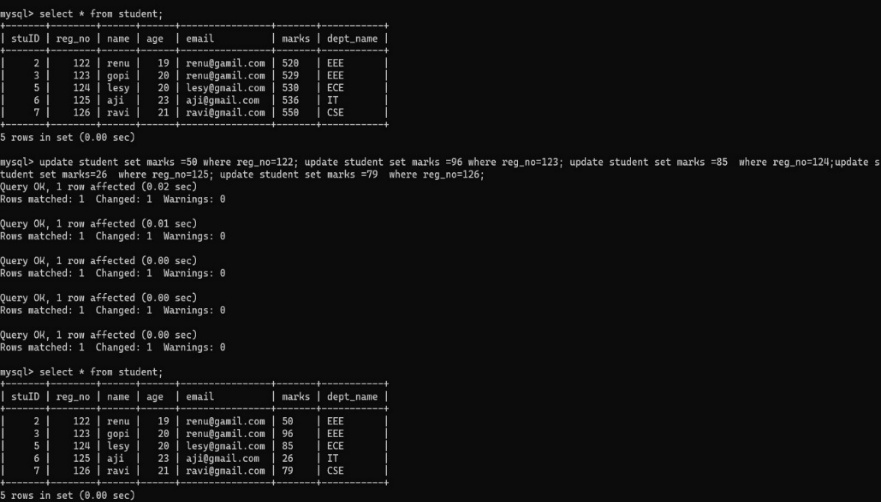 mysql> select * from student;
+-------+--------+------+------+----------------+-------+-----------+
| stuID | reg_no | name | age | email | marks | dept_name |
+-------+--------+------+------+----------------+-------+-----------+
| 2 | 122 | renu | 19 | renu@gamil.com | 520 | EEE |
| 3 | 123 | gopi | 20 | renu@gamil.com | 529 | EEE |
| 5 | 124 | lesy | 20 | lesy@gmail.com | 530 | ECE |
| 6 | 125 | aji | 23 | aji@gmail.com | 536 | IT |
| 7 | 126 | ravi | 21 | ravi@gmail.com | 550 | CSE |
+-------+--------+------+------+----------------+-------+-----------+
5 rows in set (0.00 sec)
mysql> update student set marks =50 where reg_no=122; update student set marks =96 where reg_no=123; update student set marks =85  where reg_no=124;update s
tudent set marks=26  where reg_no=125; update student set marks =79  where reg_no=126;
Query OK, 1 row affected (0.02 sec)
Rows matched: 1  Changed: 1  Warnings: 0
Query OK, 1 row affected (0.01 sec)
Rows matched: 1  Changed: 1  Warnings: 0
Query OK, 1 row affected (0.00 sec)
Rows matched: 1  Changed: 1  Warnings: 0
Query OK, 1 row affected (0.00 sec)
Rows matched: 1  Changed: 1  Warnings: 0
Query OK, 1 row affected (0.00 sec)
Rows matched: 1  Changed: 1  Warnings: 0
mysql> select * from student;
+-------+--------+------+------+----------------+-------+-----------+
| stuID | reg_no | name | age | email | marks | dept_name |
+-------+--------+------+------+----------------+-------+-----------+
| 2 | 122 | renu | 19 | renu@gamil.com | 50 | EEE |
| 3 | 123 | gopi | 20 | renu@gamil.com | 96 | EEE |
| 5 | 124 | lesy | 20 | lesy@gmail.com | 85 | ECE |
| 6 | 125 | aji | 23 | aji@gmail.com | 26 | IT |
| 7 | 126 | ravi | 21 | ravi@gmail.com | 79 | CSE |
+-------+--------+------+------+----------------+-------+-----------+
5 rows in set (0.00 sec)